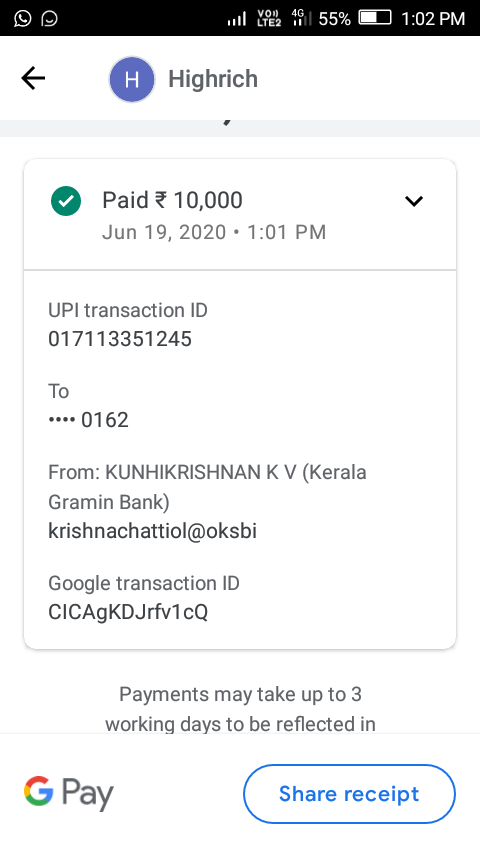 VO)) LTE2 4G 55% 1:02 PM
H Highrich
Paid ₹ 10,000
Jun 19, 2020 • 1:01 PM
UPI transaction ID
017113351245
To
•••• 0162
From: KUNHIKRISHNAN K V (Kerala
Gramin Bank)
krishnachattiol@oksbi
Google transaction ID
CICAgKDJrfv1cQ
Payments may take up to 3
working days to be reflected in
G Pay
Share receipt